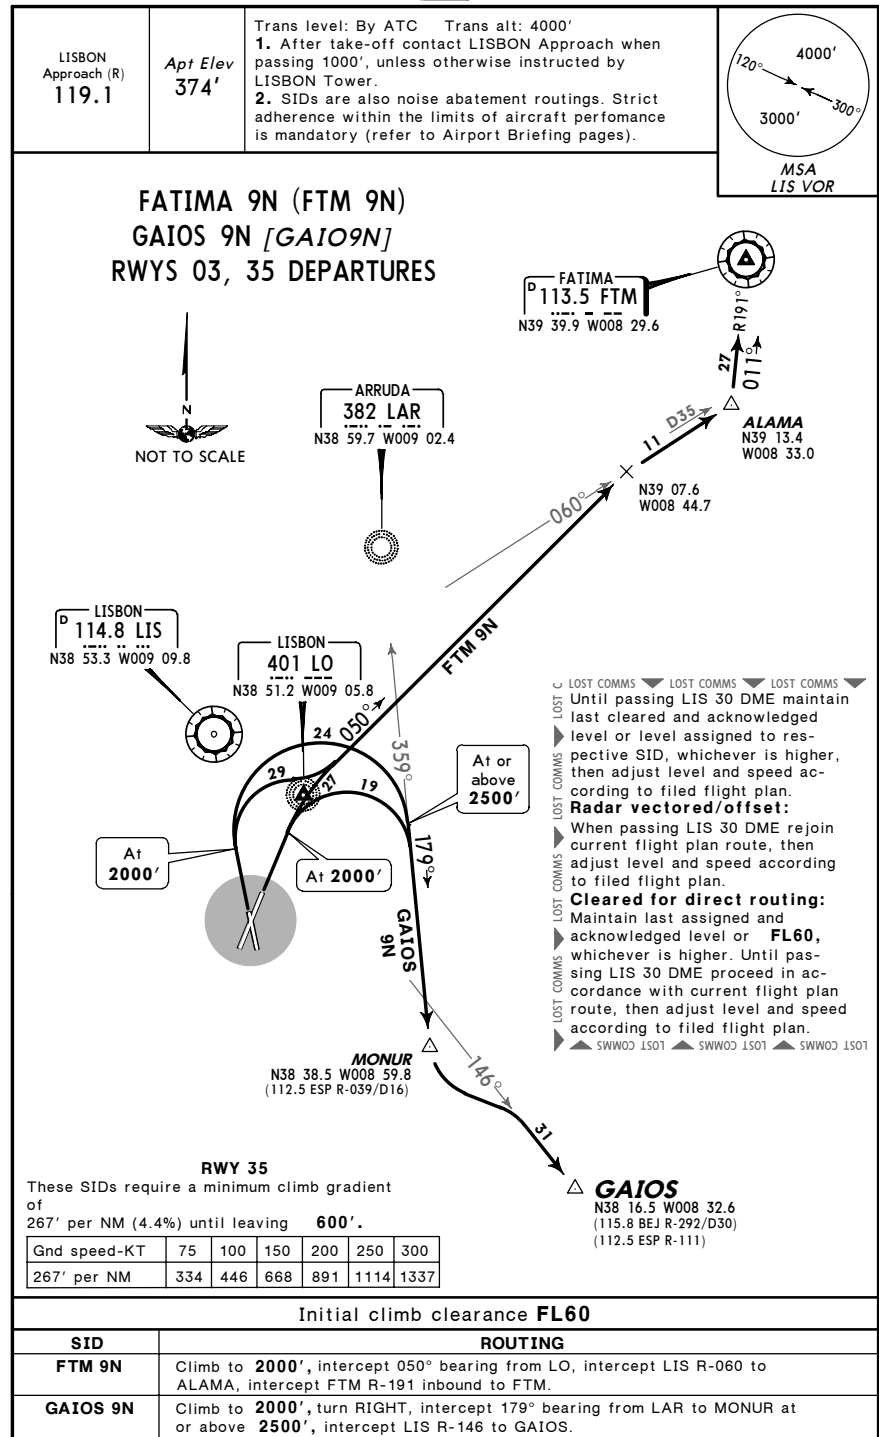 LISBON
Approach (R)
119.1
Apt Elev
374′
Trans level: By ATC Trans alt: 4000′
1. After take-off contact LISBON Approach when
passing 1000′, unless otherwise instructed by
LISBON Tower.
2. SIDs are also noise abatement routings. Strict
adherence within the limits of aircraft perfomance
is mandatory (refer to Airport Briefing pages).
120°
4000′
3000′
300°
MSA
LIS VOR
FATIMA 9N (FTM 9N)
GAIOS 9N [GAIO9N]
RWYS 03, 35 DEPARTURES
N
NOT TO SCALE
FATIMA
D 113.5 FTM
N39 39.9 W008 29.6
R191°
27
011°
ARRUDA
382 LAR
N38 59.7 W009 02.4
ALAMA
N39 13.4
W008 33.0
11
D35
060°
N39 07.6
W008 44.7
LISBON
D 114.8 LIS
N38 53.3 W009 09.8
LISBON
401 LO
N38 51.2 W009 05.8
FTM 9N
050°
359°
24
29
27
19
At or
above
2500′
At
2000′
At 2000′
179°
GAIOS
9N
MONUR
N38 38.5 W008 59.8
(112.5 ESP R-039/D16)
146°
31
GAIOS
N38 16.5 W008 32.6
(115.8 BEJ R-292/D30)
(112.5 ESP R-111)
LOST C LOST COMMS LOST COMMS LOST COMMS
LOST COMMS LOST COMMS LOST COMMS
Until passing LIS 30 DME maintain
last cleared and acknowledged
level or level assigned to res-
pective SID, whichever is higher,
then adjust level and speed ac-
cording to filed flight plan.
Radar vectored/offset:
When passing LIS 30 DME rejoin
current flight plan route, then
adjust level and speed according
to filed flight plan.
Cleared for direct routing:
Maintain last assigned and
acknowledged level or FL60,
whichever is higher. Until pas-
sing LIS 30 DME proceed in ac-
cordance with current flight plan
route, then adjust level and speed
according to filed flight plan.
LOST COMMS LOST COMMS LOST COMMS
RWY 35
These SIDs require a minimum climb gradient
of
267′ per NM (4.4%) until leaving 600′.
Gnd speed-KT 75 100 150 200 250 300
267′ per NM 334 446 668 891 1114 1337
Initial climb clearance FL60
SID ROUTING
FTM 9N Climb to 2000′, intercept 050° bearing from LO, intercept LIS R-060 to
ALAMA, intercept FTM R-191 inbound to FTM.
GAIOS 9N Climb to 2000′, turn RIGHT, intercept 179° bearing from LAR to MONUR at
or above 2500′, intercept LIS R-146 to GAIOS.